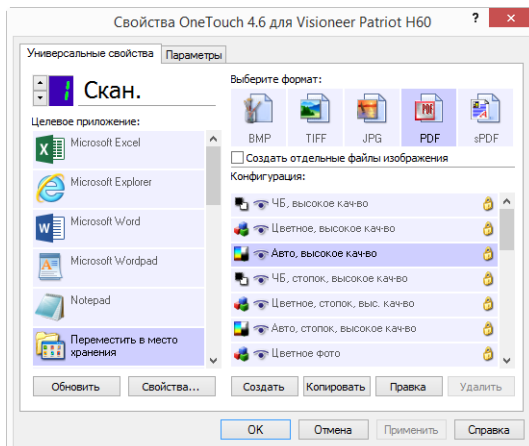 Свойства OneTouch 4.6 для Visioneer Patriot H60
Универсальные свойства
Параметры
1
Скан.
Целевое приложение:
Microsoft Excel
Microsoft Explorer
Microsoft Word
Microsoft Wordpad
Notepad
Переместить в место
хранения
Обновить
Свойства...
Выберите формат:
BMP
TIFF
JPG
PDF
sPDF
Создать отдельные файлы изображения
Конфигурация:
ЧБ, высокое кач-во
Цветное, высокое кач-во
Авто, высокое кач-во
ЧБ, стопок, высокое кач-во
Цветное, стопок, выс. кач-во
Авто, стопок, высокое кач-во
Цветное фото
Создать
Копировать
Правка
Удалить
ОК
Отмена
Применить
Справка